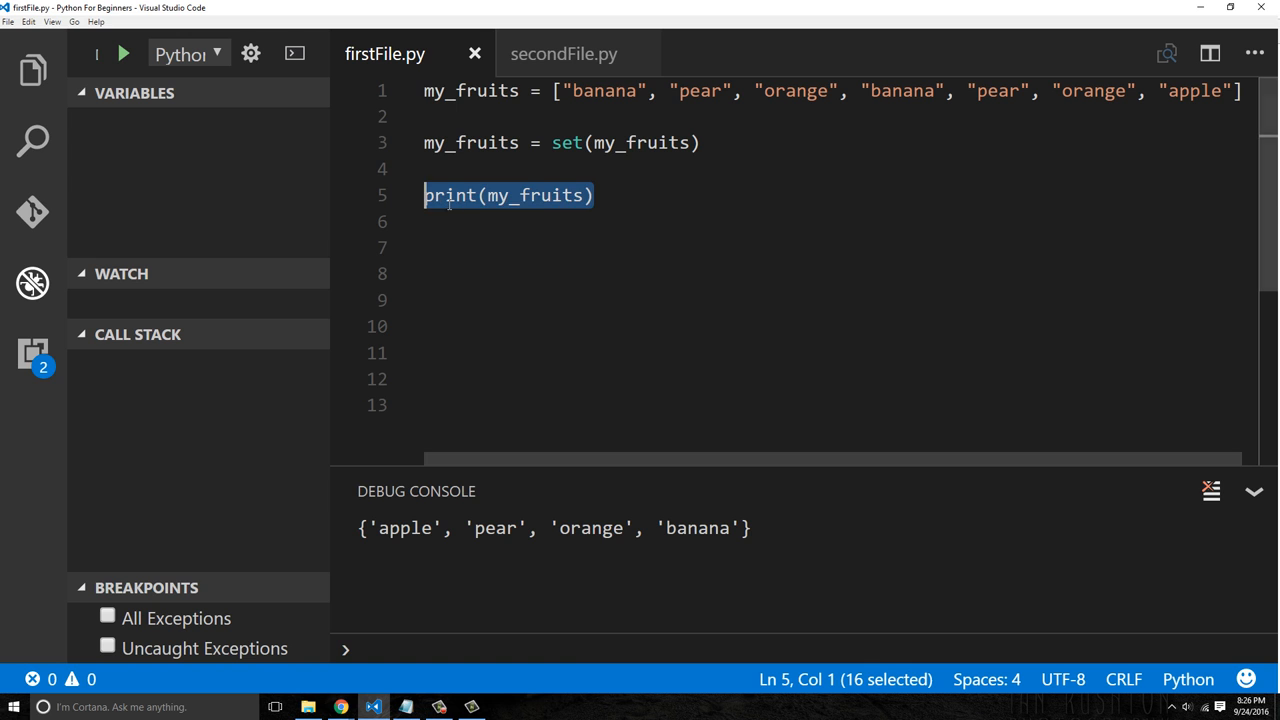 firstFile.py - Python For Beginners - Visual Studio Code
File Edit View Go Help
Python
firstFile.py
secondFile.py
VARIABLES
WATCH
CALL STACK
2
BREAKPOINTS
All Exceptions
Uncaught Exceptions
1 my_fruits = ["banana", "pear", "orange", "banana", "pear", "orange", "apple"]
2
3 my_fruits = set(my_fruits)
4
5 print(my_fruits)
6
7
8
9
10
11
12
13
DEBUG CONSOLE
{'apple', 'pear', 'orange', 'banana'}
0 0 Ln 5, Col 1 (16 selected) Spaces: 4 UTF-8 CRLF Python
I'm Cortana. Ask me anything.
8:26 PM
9/24/2016